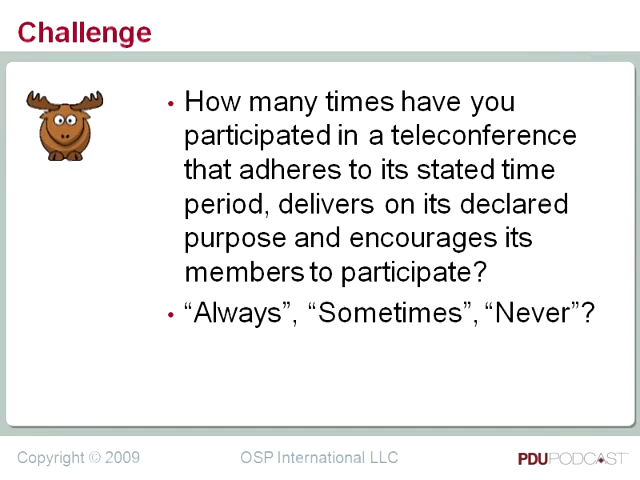 Challenge
• How many times have you
participated in a teleconference
that adheres to its stated time
period, delivers on its declared
purpose and encourages its
members to participate?
• “Always”, “Sometimes”, “Never”?
Copyright © 2009 OSP International LLC PDUPODCAST